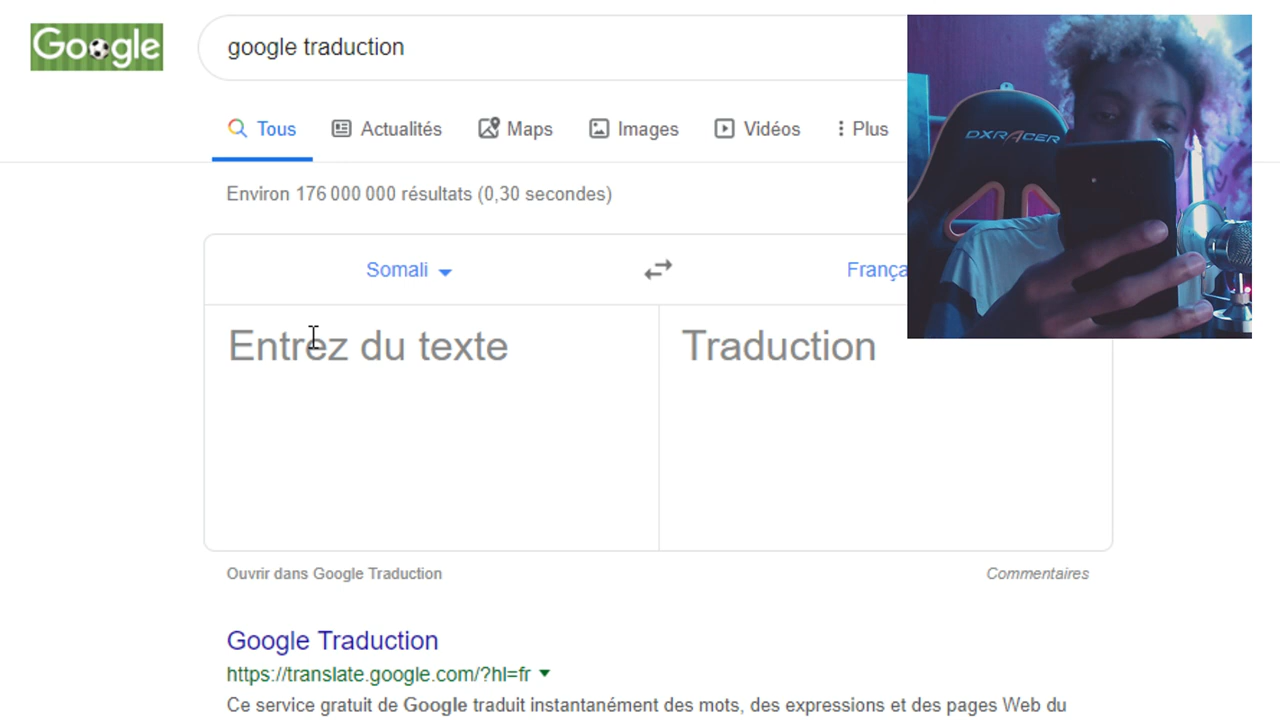 Google
google traduction
Tous
Actualités
Maps
Images
Vidéos
Plus
Environ 176 000 000 résultats (0,30 secondes)
Somali
França
Entrez du texte
Traduction
Ouvrir dans Google Traduction
Commentaires
Google Traduction
https://translate.google.com/?hl=fr
Ce service gratuit de Google traduit instantanément des mots, des expressions et des pages Web du
DXRACER